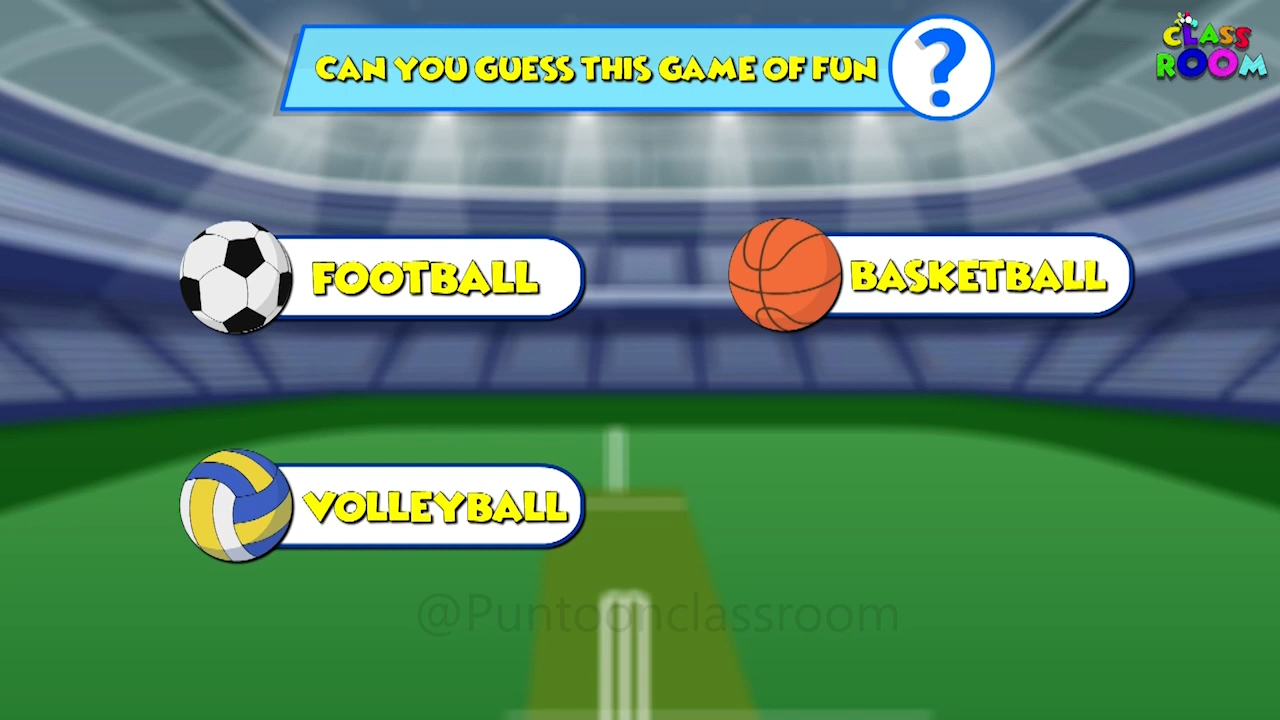 CAN YOU GUESS THIS GAME OF FUN ?
CLASS
ROOM
FOOTBALL
BASKETBALL
VOLLEYBALL
@Puntoonclassroom